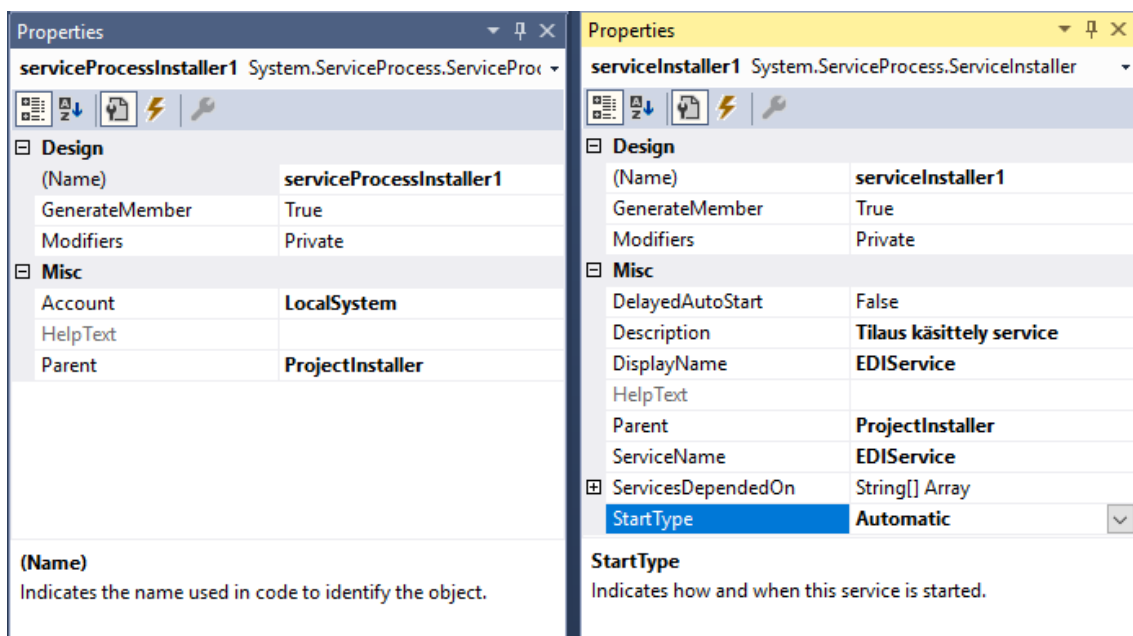 Properties
serviceProcessInstaller1 System.ServiceProcess.ServiceProc
Design
(Name) serviceProcessInstaller1
GenerateMember True
Modifiers Private
Misc
Account LocalSystem
HelpText
Parent ProjectInstaller
(Name)
Indicates the name used in code to identify the object.
Properties
serviceInstaller1 System.ServiceProcess.ServiceInstaller
Design
(Name) serviceInstaller1
GenerateMember True
Modifiers Private
Misc
DelayedAutoStart False
Description Tilaus käsittely service
DisplayName EDIService
HelpText
Parent ProjectInstaller
ServiceName EDIService
ServicesDependedOn String[] Array
StartType Automatic
StartType
Indicates how and when this service is started.